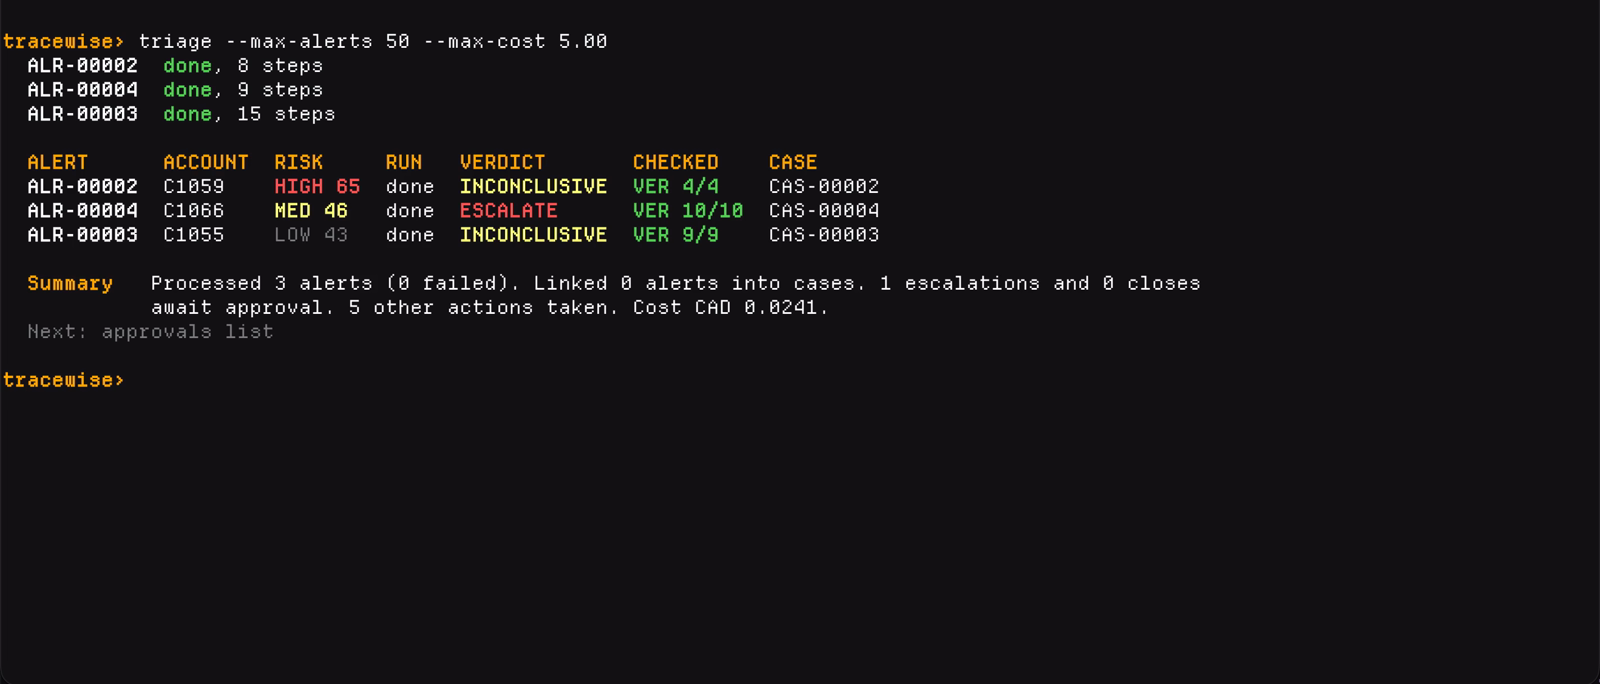 tracewise> triage --max-alerts 50 --max-cost 5.00
ALR-00002 done, 8 steps
ALR-00004 done, 9 steps
ALR-00003 done, 15 steps
ALERT ACCOUNT RISK RUN VERDICT CHECKED CASE
ALR-00002 C1059 HIGH 65 done INCONCLUSIVE VER 4/4 CAS-00002
ALR-00004 C1066 MED 46 done ESCALATE VER 10/10 CAS-00004
ALR-00003 C1055 LOW 43 done INCONCLUSIVE VER 9/9 CAS-00003
Summary Processed 3 alerts (0 failed). Linked 0 alerts into cases. 1 escalations and 0 closes
await approval. 5 other actions taken. Cost CAD 0.0241.
Next: approvals list
tracewise>